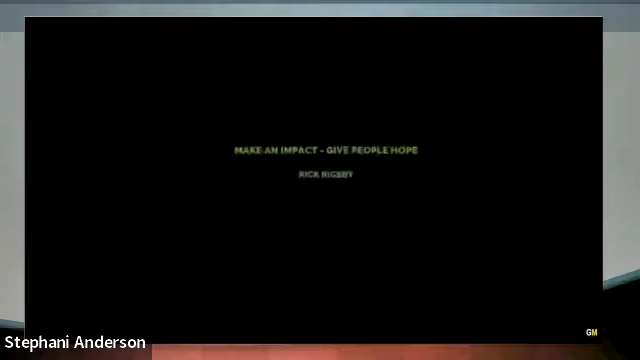 MAKE AN IMPACT - GIVE PEOPLE HOPE
RICK RIGSBY
GM
Stephani Anderson